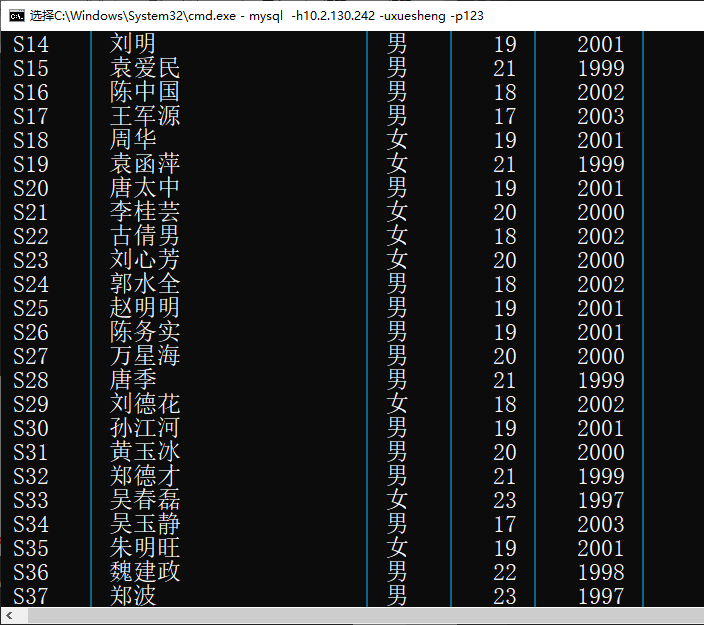 选择C:\Windows\System32\cmd.exe - mysql  -h10.2.130.242 -uxuesheng -p123
S14 刘明 男 19 2001
S15 袁爱民 男 21 1999
S16 陈中国 男 18 2002
S17 王军源 男 17 2003
S18 周华 女 19 2001
S19 袁函萍 女 21 1999
S20 唐太中 男 19 2001
S21 李桂芸 女 20 2000
S22 古倩男 女 18 2002
S23 刘心芳 女 20 2000
S24 郭水全 男 18 2002
S25 赵明明 男 19 2001
S26 陈务实 男 19 2001
S27 万星海 男 20 2000
S28 唐季 男 21 1999
S29 刘德花 女 18 2002
S30 孙江河 男 19 2001
S31 黄玉冰 男 20 2000
S32 郑德才 男 21 1999
S33 吴春磊 女 23 1997
S34 吴玉静 男 17 2003
S35 朱明旺 女 19 2001
S36 魏建政 男 22 1998
S37 郑波 男 23 1997